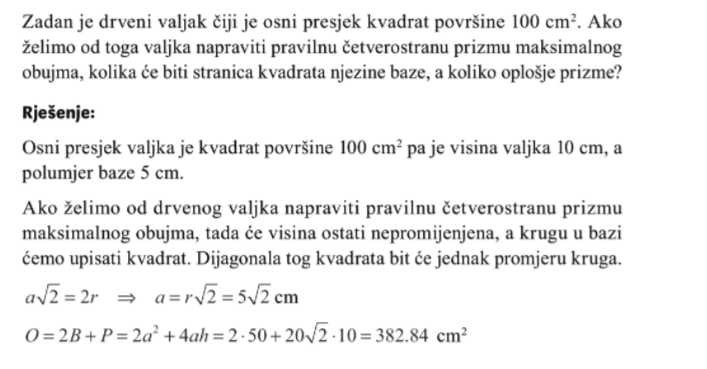 Zadan je drveni valjak čiji je osni presjek kvadrat površine 100 cm². Ako
želimo od toga valjka napraviti pravilnu četverostranu prizmu maksimalnog
obujma, kolika će biti stranica kvadrata njezine baze, a koliko oplošje prizme?
Rješenje:
Osni presjek valjka je kvadrat površine 100 cm² pa je visina valjka 10 cm, a
polumjer baze 5 cm.
Ako želimo od drvenog valjka napraviti pravilnu četverostranu prizmu
maksimalnog obujma, tada će visina ostati nepromijenjena, a krugu u bazi
ćemo upisati kvadrat. Dijagonala tog kvadrata bit će jednak promjeru kruga.
a√2 = 2r ⇒ a = r√2 = 5√2 cm
O = 2B + P = 2a² + 4ah = 2 · 50 + 20√2 · 10 = 382.84 cm²